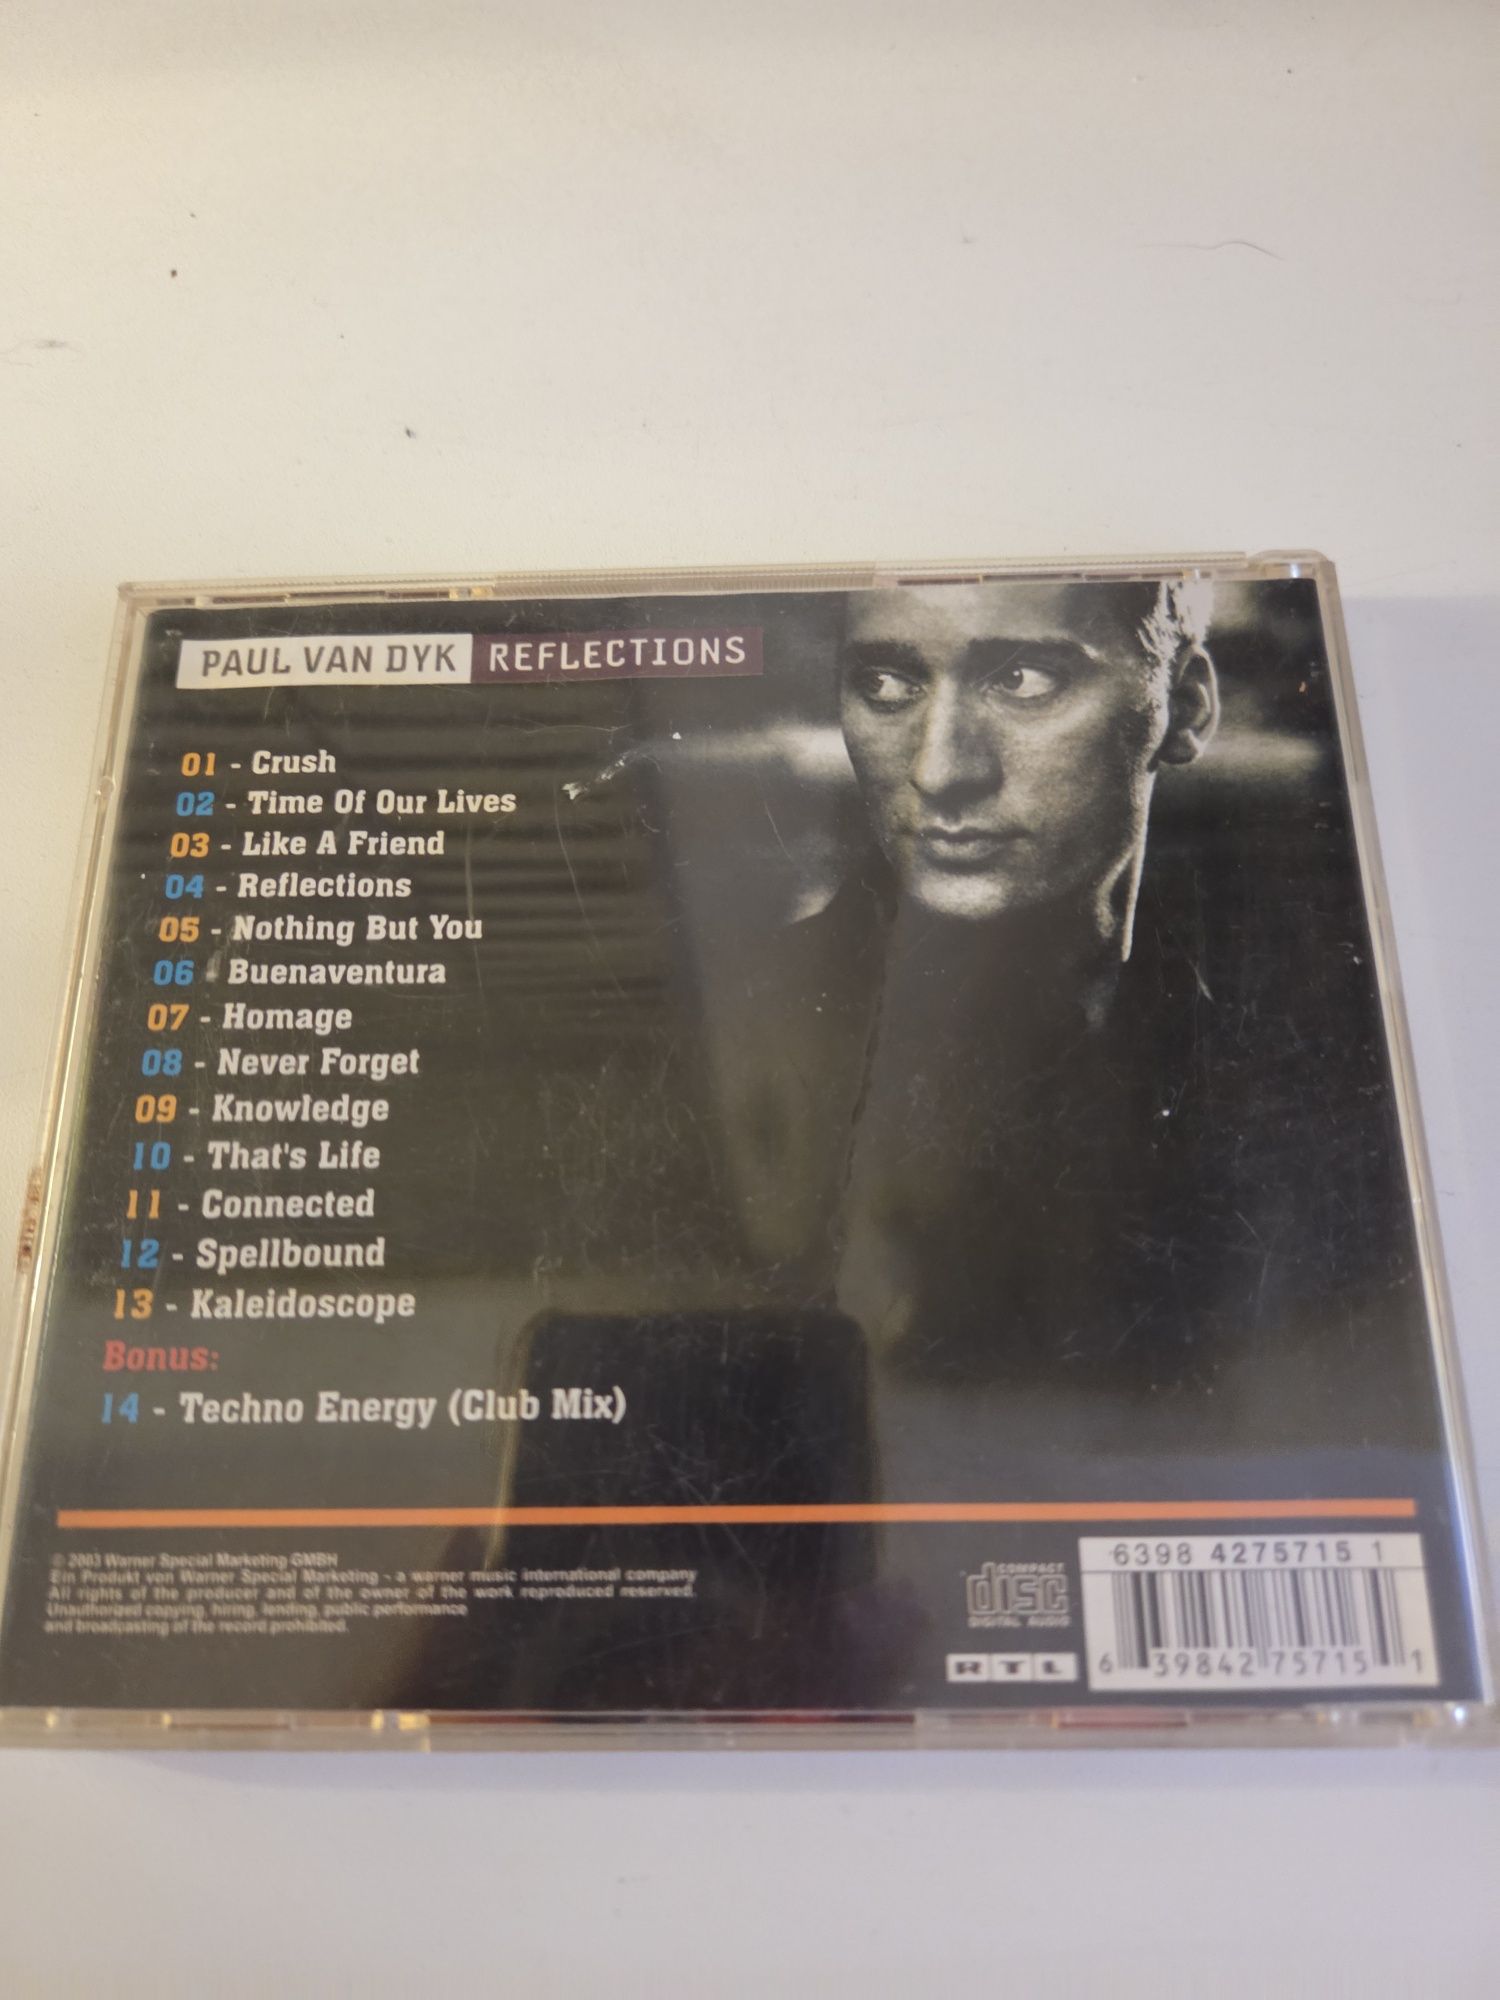 PAUL VAN DYK REFLECTIONS
01 - Crush
02 - Time Of Our Lives
03 - Like A Friend
04 - Reflections
05 - Nothing But You
06 - Buenaventura
07 - Homage
08 - Never Forget
09 - Knowledge
10 - That's Life
11 - Connected
12 - Spellbound
13 - Kaleidoscope
Bonus:
14 - Techno Energy (Club Mix)
© 2003 Warner Special Marketing GMBH
Ein Produkt von Warner Special Marketing - a warner music international company
All rights of the producer and of the owner of the work reproduced reserved.
Unauthorized copying, hiring, lending, public performance
and broadcasting of the record prohibited.
COMPACT
disc
DIGITAL AUDIO
RTL
6398 4275715 1
6 39842 75715 1